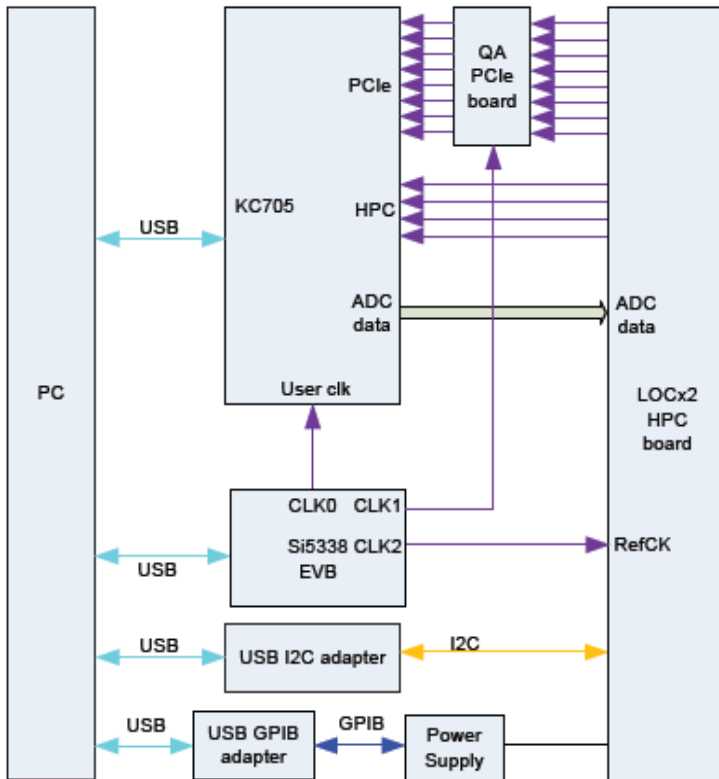 QA
PCIe
board
PCIe
KC705
HPC
USB
ADC
data
ADC
data
User clk
PC
LOCx2
HPC
board
CLK0 CLK1
Si5338 CLK2
EVB
RefCK
USB
USB
USB I2C adapter
I2C
USB
USB GPIB
adapter
GPIB
Power
Supply